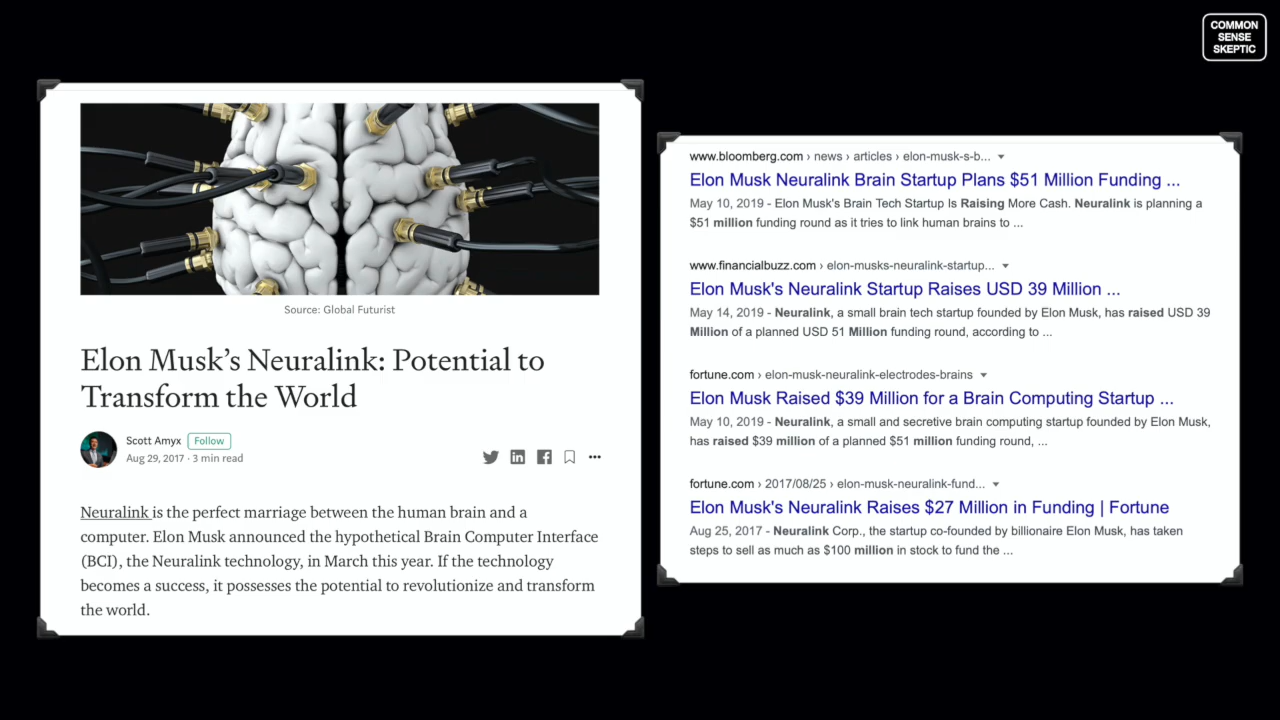 COMMON
SENSE
SKEPTIC
Source: Global Futurist
Elon Musk’s Neuralink: Potential to
Transform the World
Scott Amyx Follow
Aug 29, 2017 · 3 min read
Neuralink is the perfect marriage between the human brain and a
computer. Elon Musk announced the hypothetical Brain Computer Interface
(BCI), the Neuralink technology, in March this year. If the technology
becomes a success, it possesses the potential to revolutionize and transform
the world.
www.bloomberg.com › news › articles › elon-musk-s-b...
Elon Musk Neuralink Brain Startup Plans $51 Million Funding ...
May 10, 2019 - Elon Musk's Brain Tech Startup Is Raising More Cash. Neuralink is planning a
$51 million funding round as it tries to link human brains to ...
www.financialbuzz.com › elon-musks-neuralink-startup...
Elon Musk's Neuralink Startup Raises USD 39 Million ...
May 14, 2019 - Neuralink, a small brain tech startup founded by Elon Musk, has raised USD 39
Million of a planned USD 51 Million funding round, according to ...
fortune.com › elon-musk-neuralink-electrodes-brains
Elon Musk Raised $39 Million for a Brain Computing Startup ...
May 10, 2019 - Neuralink, a small and secretive brain computing startup founded by Elon Musk,
has raised $39 million of a planned $51 million funding round, ...
fortune.com › 2017/08/25 › elon-musk-neuralink-fund...
Elon Musk's Neuralink Raises $27 Million in Funding | Fortune
Aug 25, 2017 - Neuralink Corp., the startup co-founded by billionaire Elon Musk, has taken
steps to sell as much as $100 million in stock to fund the ...